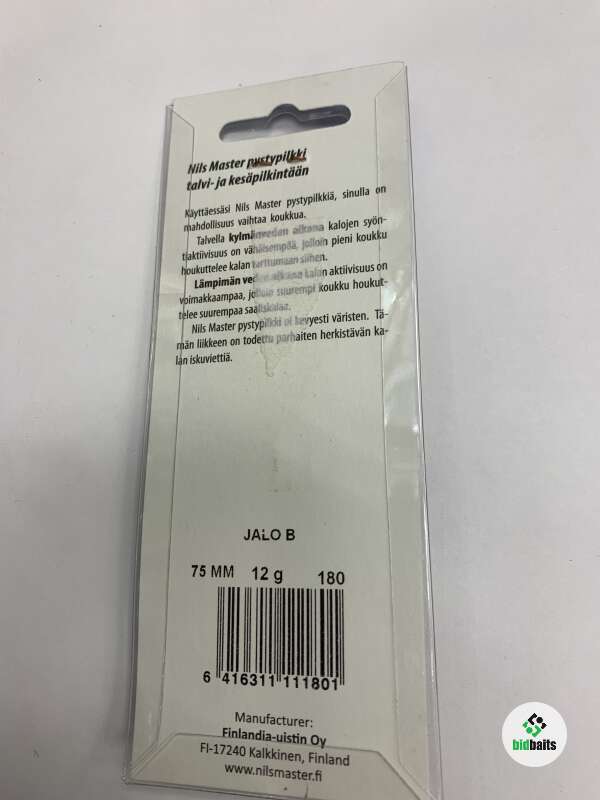 Nils Master pystypilkki
talvi- ja kesäpilkintään
Käyttäessäsi Nils Master pystypilkkiä, sinulla on
mahdollisuus vaihtaa koukkua.
Talvella kylmänveden aikana kalojen syön-
tiaktiivisuus on vähäisempää, jolloin pieni koukku
houkuttelee kalan tarttumaan siihen.
Lämpimän veden aikana kalan aktiivisuus on
voimakkaampaa, jolloin suurempi koukku houkut-
telee suurempaa saaliskalaa.
Nils Master pystypilkki ui kevyesti väristen. Tä-
män liikkeen on todettu parhaiten herkistävän ka-
lan iskuviettiä.
JALO B
75 MM 12 g 180
6 416311 111801
Manufacturer:
Finlandia-uistin Oy
FI-17240 Kalkkinen, Finland
www.nilsmaster.fi
bidbaits